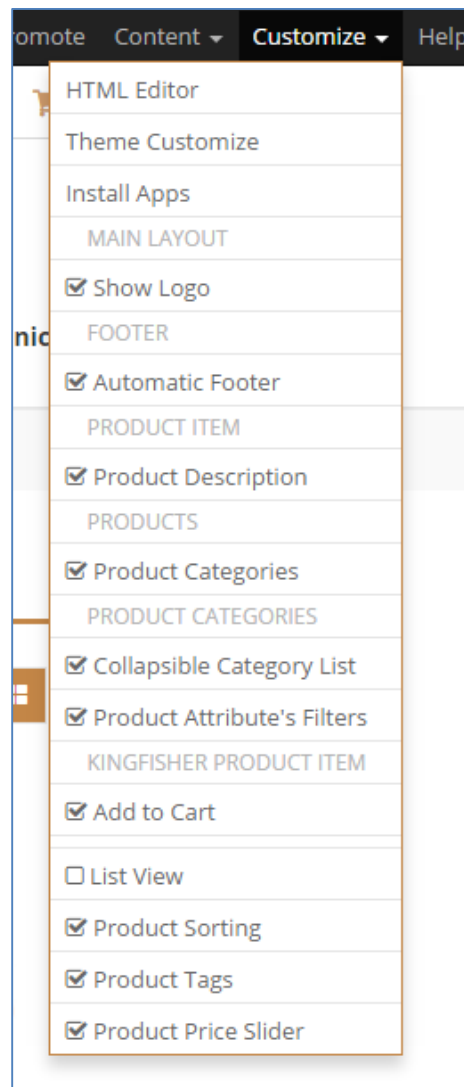 omote Content Customize Help
HTML Editor
Theme Customize
Install Apps
MAIN LAYOUT
Show Logo
nic
FOOTER
Automatic Footer
PRODUCT ITEM
Product Description
PRODUCTS
Product Categories
PRODUCT CATEGORIES
Collapsible Category List
Product Attribute's Filters
KINGFISHER PRODUCT ITEM
Add to Cart
List View
Product Sorting
Product Tags
Product Price Slider